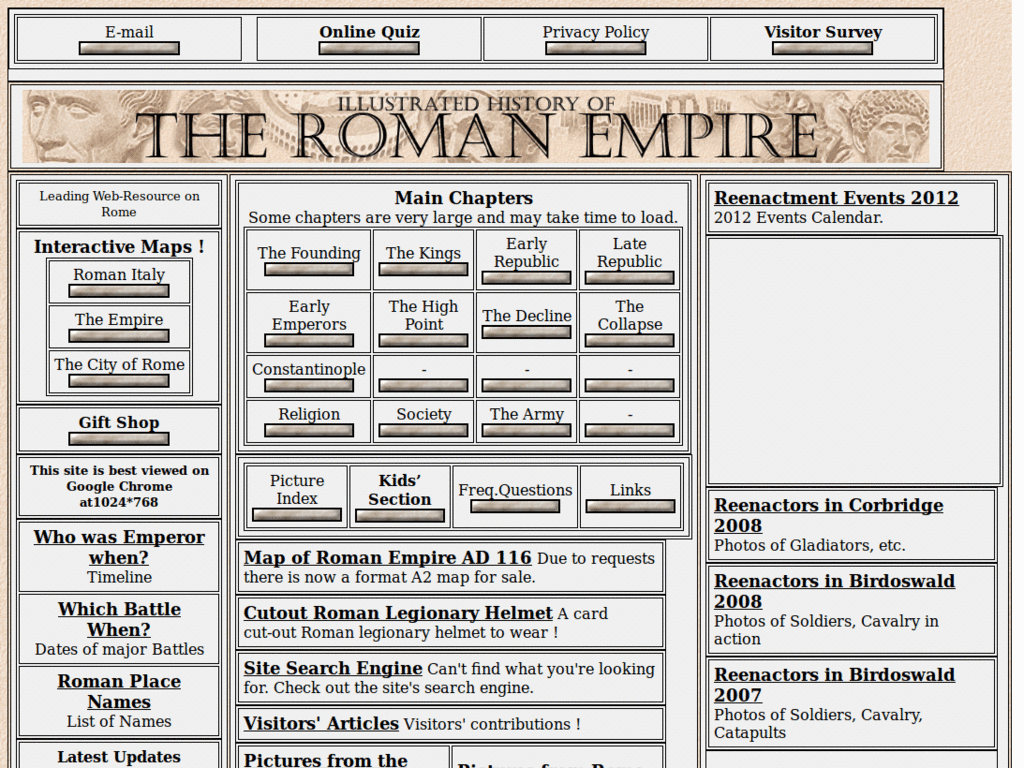 E-mail
Online Quiz
Privacy Policy
Visitor Survey
ILLUSTRATED HISTORY OF
THE ROMAN EMPIRE
Leading Web-Resource on
Rome
Interactive Maps !
Roman Italy
The Empire
The City of Rome
Gift Shop
This site is best viewed on
Google Chrome
at1024*768
Who was Emperor
when?
Timeline
Which Battle
When?
Dates of major Battles
Roman Place
Names
List of Names
Latest Updates
Main Chapters
Some chapters are very large and may take time to load.
The Founding
The Kings
Early
Republic
Late
Republic
Early
Emperors
The High
Point
The Decline
The
Collapse
Constantinople
-
-
-
Religion
Society
The Army
-
Picture
Index
Kids’
Section
Freq.Questions
Links
Map of Roman Empire AD 116 Due to requests
there is now a format A2 map for sale.
Cutout Roman Legionary Helmet A card
cut-out Roman legionary helmet to wear !
Site Search Engine Can't find what you're looking
for. Check out the site's search engine.
Visitors' Articles Visitors' contributions !
Pictures from the
Reenactment Events 2012
2012 Events Calendar.
Reenactors in Corbridge
2008
Photos of Gladiators, etc.
Reenactors in Birdoswald
2008
Photos of Soldiers, Cavalry in
action
Reenactors in Birdoswald
2007
Photos of Soldiers, Cavalry,
Catapults